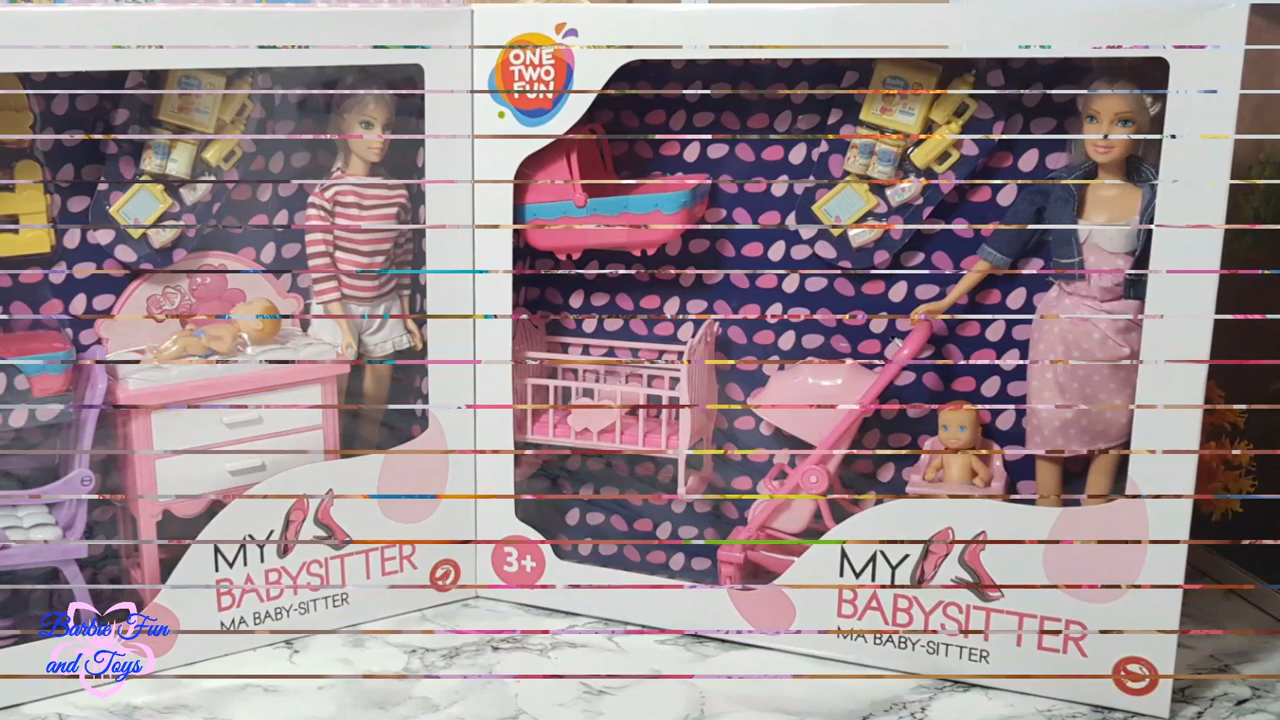 ONE
TWO
FUN
MY
BABYSITTER
MA BABY-SITTER
3+
MY
BABYSITTER
MA BABY-SITTER
Barbie Fun
and Toys